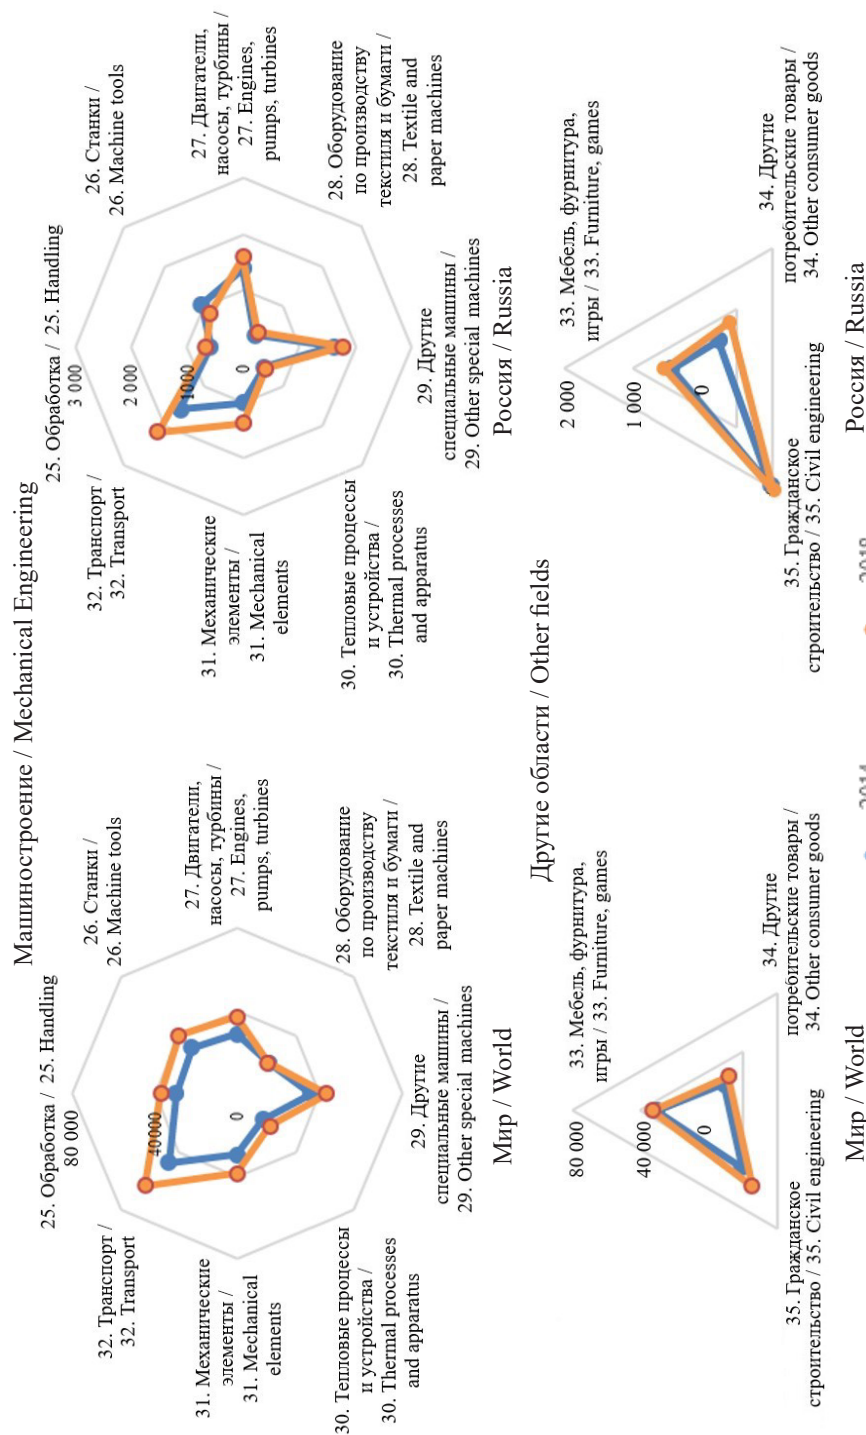 Машиностроение / Mechanical Engineering
25. Обработка / 25. Handling
80 000
40000
0
26. Станки /
26. Machine tools
27. Двигатели,
насосы, турбины /
27. Engines,
pumps, turbines
28. Оборудование
по производству
текстиля и бумаги /
28. Textile and
paper machines
29. Другие
специальные машины /
29. Other special machines
30. Тепловые процессы
и устройства /
30. Thermal processes
and apparatus
31. Механические
элементы /
31. Mechanical
elements
32. Транспорт /
32. Transport
Мир / World
25. Обработка / 25. Handling
3 000
2 000
1000
0
26. Станки /
26. Machine tools
27. Двигатели,
насосы, турбины /
27. Engines,
pumps, turbines
28. Оборудование
по производству
текстиля и бумаги /
28. Textile and
paper machines
29. Другие
специальные машины /
29. Other special machines
30. Тепловые процессы
и устройства /
30. Thermal processes
and apparatus
31. Механические
элементы /
31. Mechanical
elements
32. Транспорт /
32. Transport
Россия / Russia
Другие области / Other fields
33. Мебель, фурнитура,
игры / 33. Furniture, games
80 000
40 000
0
34. Другие
потребительские товары /
34. Other consumer goods
35. Гражданское
строительство / 35. Civil engineering
Мир / World
33. Мебель, фурнитура,
игры / 33. Furniture, games
2 000
1 000
0
34. Другие
потребительские товары /
34. Other consumer goods
35. Гражданское
строительство / 35. Civil engineering
Россия / Russia